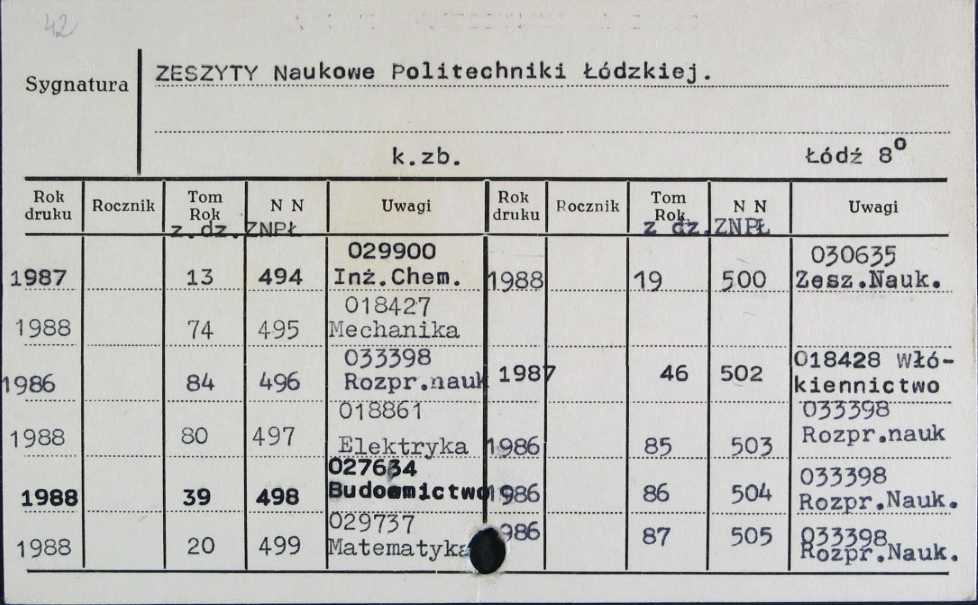 42
Sygnatura
ZESZYTY Naukowe Politechniki Łódzkiej.
k.zb. Łódź 8°
Rok druku Rocznik Tom Rok N N Uwagi Rok druku Rocznik Tom Rok N N Uwagi
z. dz. ZNPŁ z dz. ZNPŁ
029900 030635
1987 13 494 Inż.Chem. 1988 19 500 Zesz.Nauk.
018427
1988 74 495 Mechanika
033398 018428 Włó-
1986 84 496 Rozpr.nauk 1987 46 502 kiennictwo
018861 033398
1988 80 497 Elektryka 1986 85 503 Rozpr.nauk
033398
1988 39 498 1986 86 504 Rozpr.Nauk.
029737 033398
1988 20 499 Matematyka 986 87 505 Rozpr.Nauk.